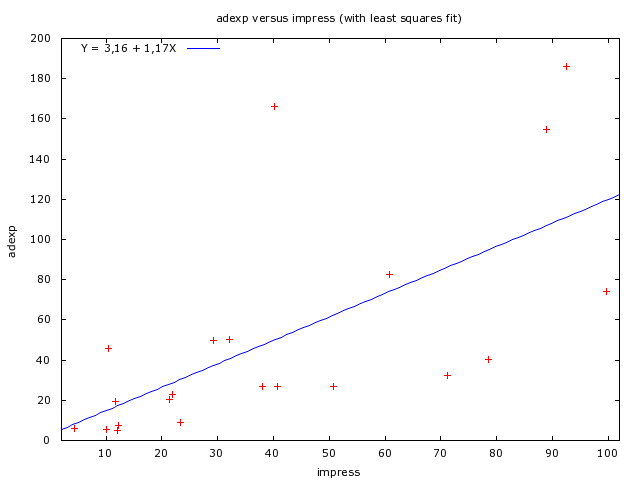 adexp versus impress (with least squares fit)
Y = 3,16 + 1,17X
200
180
160
140
120
100
80
60
40
20
0
adexp
10 20 30 40 50 60 70 80 90 100
impress